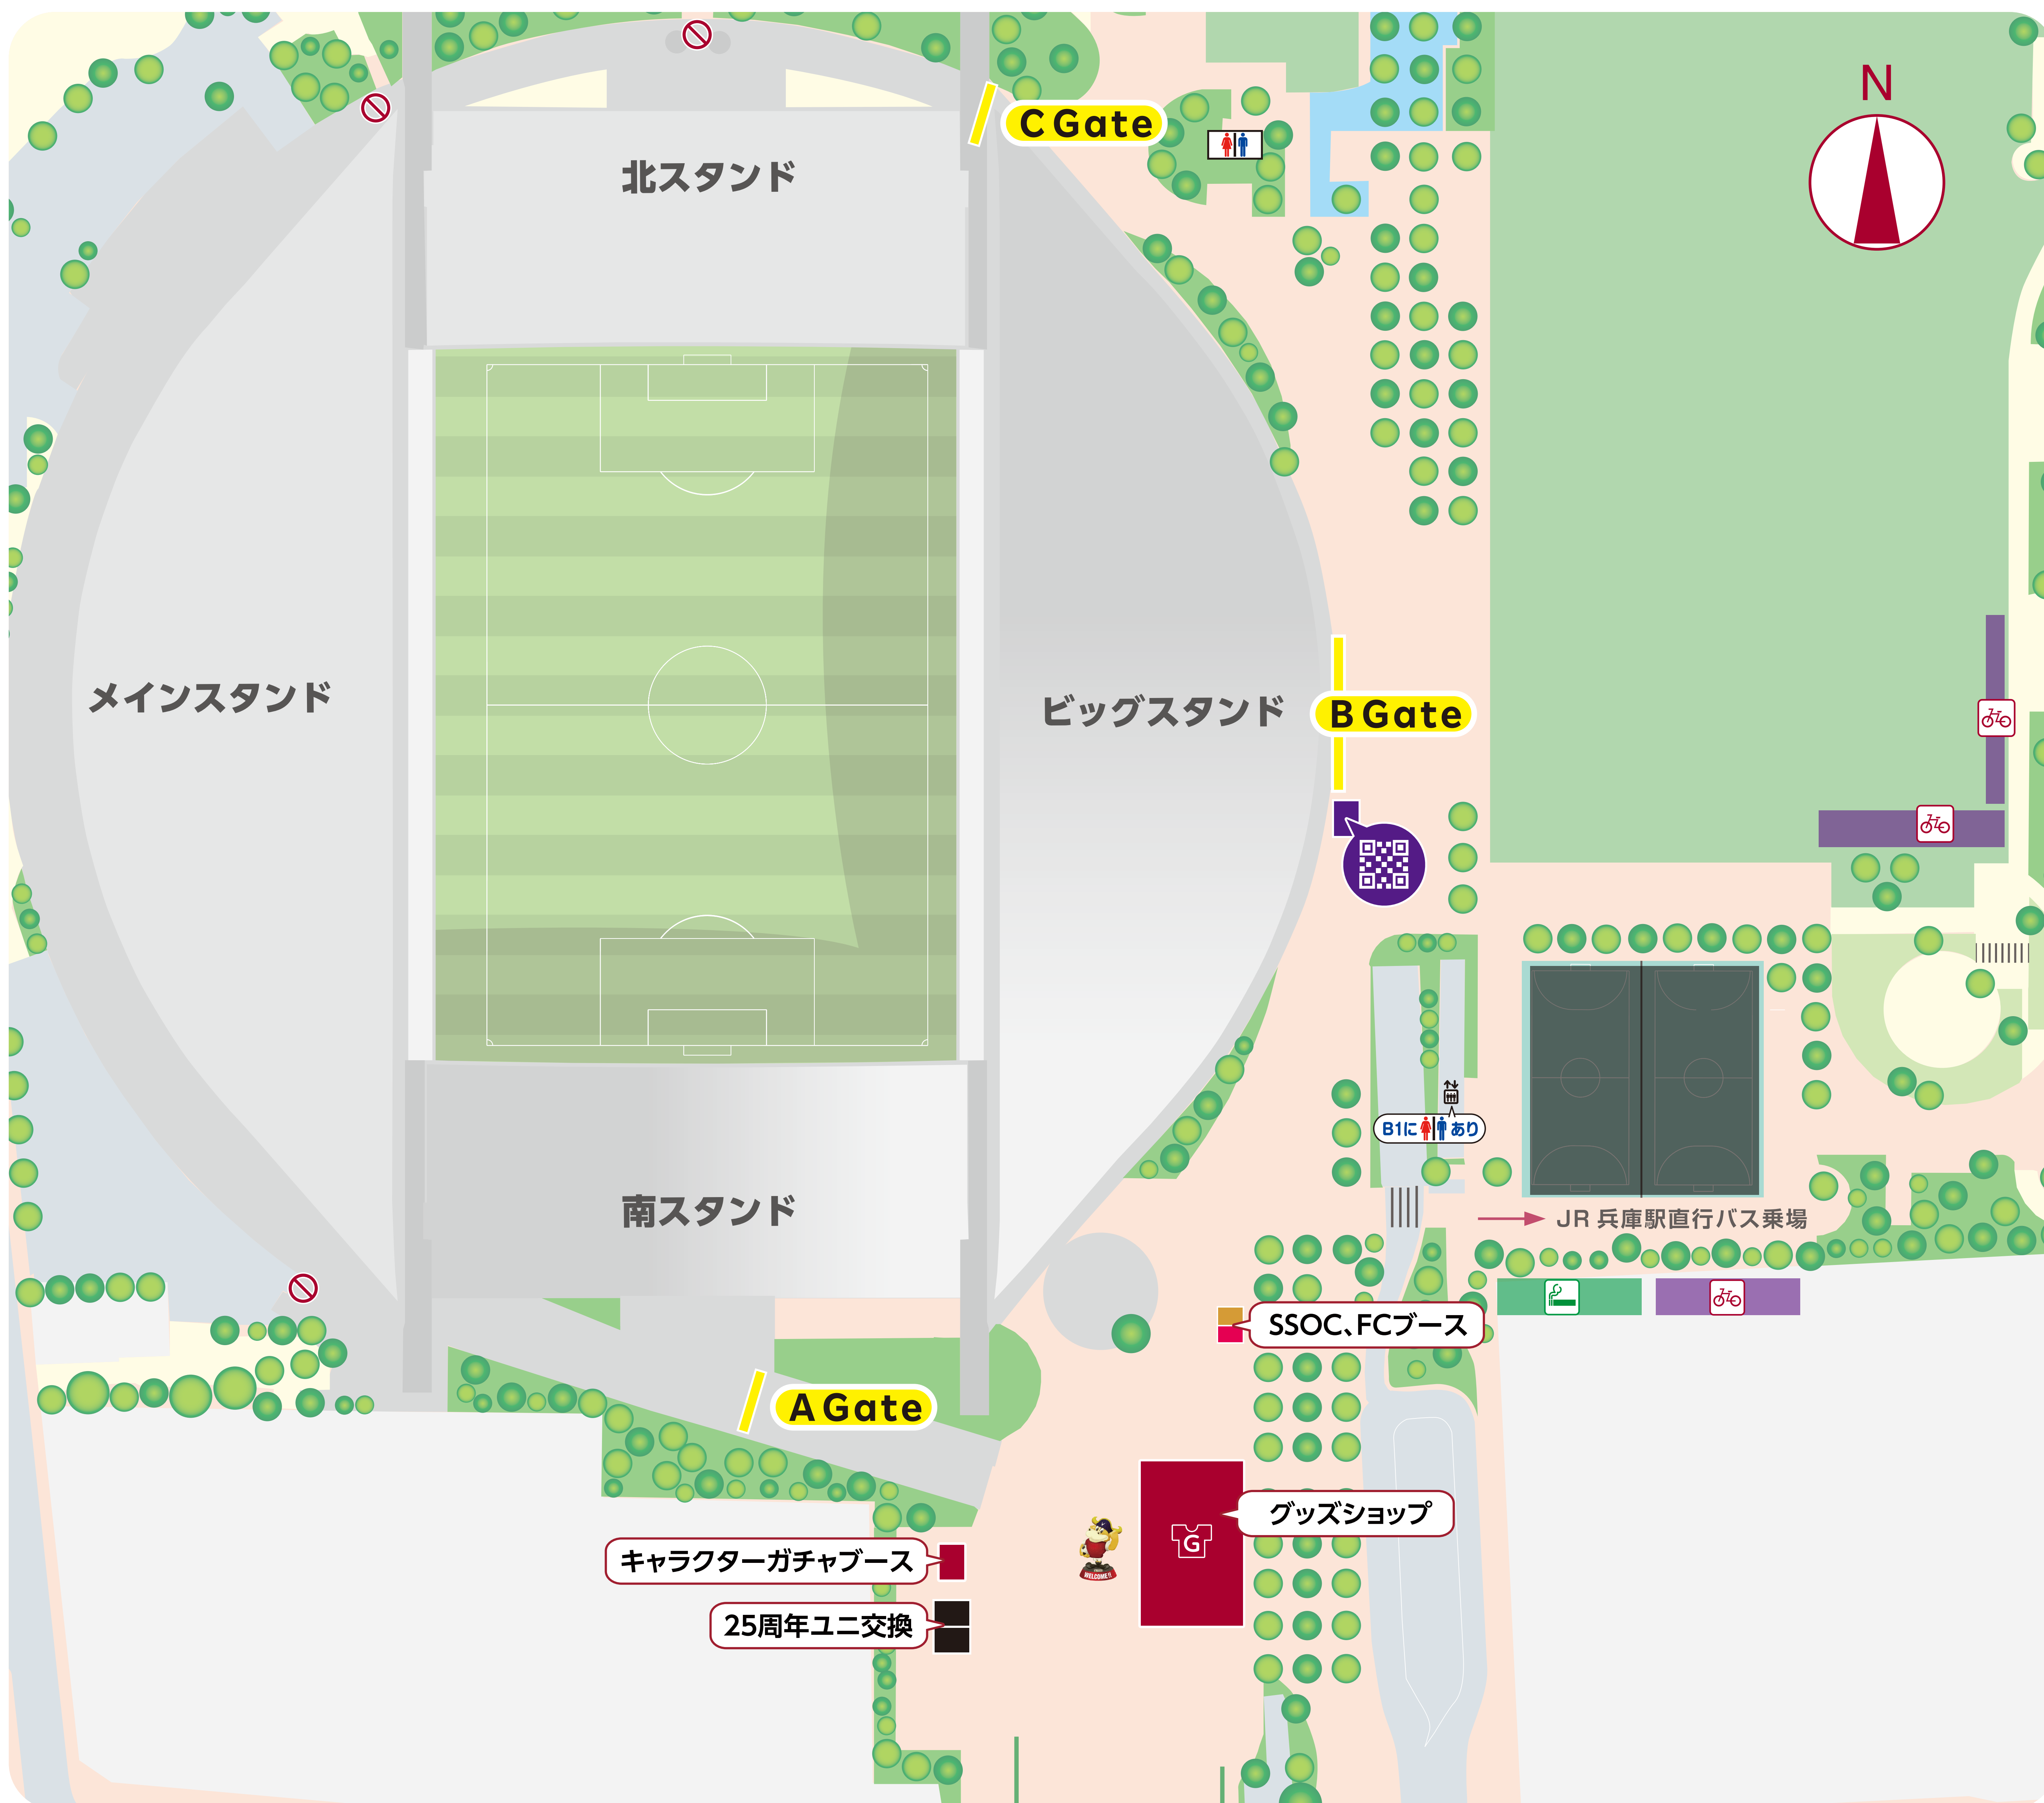 N
C Gate
北スタンド
メインスタンド
ビッグスタンド
B Gate
B1に
あり
南スタンド
JR 兵庫駅直行バス乗場
SSOC、FCブース
A Gate
グッズショップ
G
WELCOME!!
キャラクターガチャブース
25周年ユニ交換